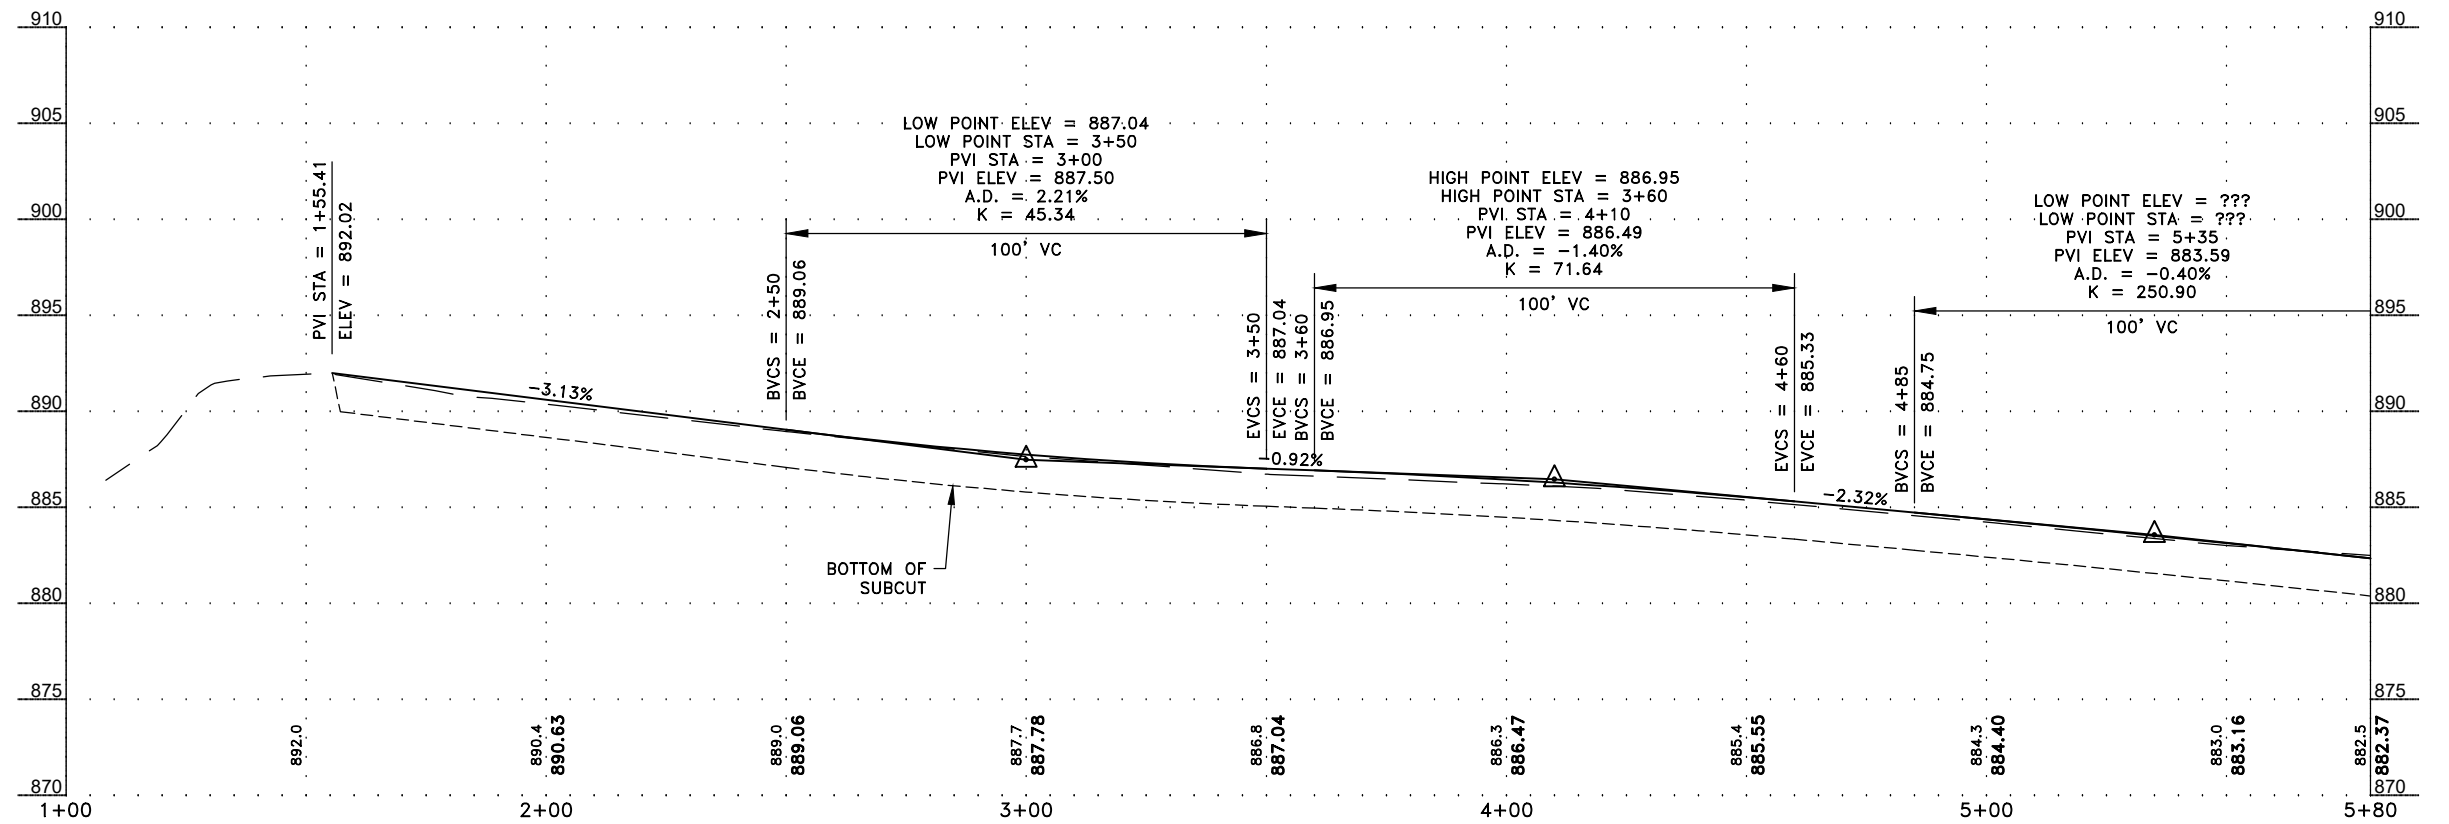 910
910
905
905
900
900
895
895
890
890
885
885
880
880
875
875
870
870
PVI STA = 1+55.41
ELEV = 892.02
-3.13%
BVCS = 2+50
BVCE = 889.06
LOW POINT ELEV = 887.04
LOW POINT STA = 3+50
PVI STA = 3+00
PVI ELEV = 887.50
A.D. = 2.21%
K = 45.34
100' VC
EVCS = 3+50
EVCE = 887.04
BVCS = 3+60
BVCE = 886.95
-0.92%
HIGH POINT ELEV = 886.95
HIGH POINT STA = 3+60
PVI STA = 4+10
PVI ELEV = 886.49
A.D. = -1.40%
K = 71.64
100' VC
EVCS = 4+60
EVCE = 885.33
-2.32%
BVCS = 4+85
BVCE = 884.75
LOW POINT ELEV = ???
LOW POINT STA = ???
PVI STA = 5+35
PVI ELEV = 883.59
A.D. = -0.40%
K = 250.90
100' VC
BOTTOM OF
SUBCUT
892.0
890.4
890.63
889.0
889.06
887.7
887.78
886.8
887.04
886.3
886.47
885.4
885.55
884.3
884.40
883.0
883.16
882.5
882.37
1+00
2+00
3+00
4+00
5+00
5+80